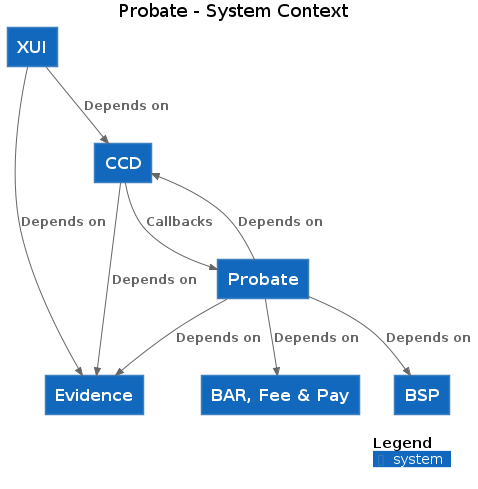 Probate - System Context
XUI
Depends on
CCD
Depends on
Callbacks
Depends on
Depends on
Probate
Depends on
Depends on
Depends on
Evidence
BAR, Fee & Pay
BSP
Legend
system